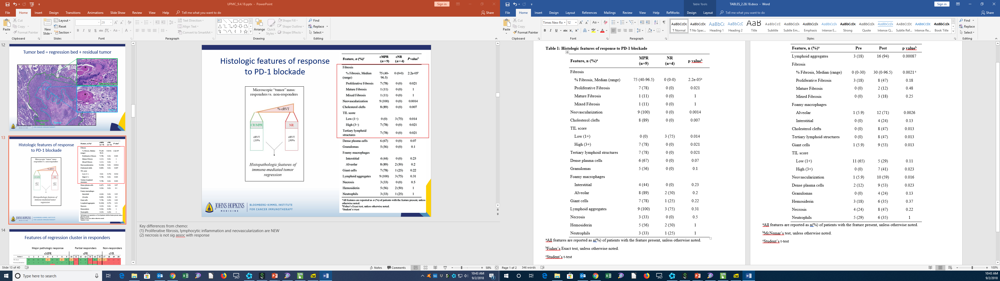 UPMC_9.4.18.pptx - PowerPoint
Sign in
File Home Insert Design Transitions Animations Slide Show Review View Help Tell me what you want to do
Share
Paste
Cut
Copy
Format Painter
Clipboard
New Slide
Layout
Reset
Section
Slides
29
Font
Text Direction
Align Text
Convert to SmartArt
Paragraph
Arrange
Quick Styles
Shape Fill
Shape Outline
Shape Effects
Drawing
Find
Replace
Select
Editing
12
Tumor bed = regression bed + residual tumor
13
Histologic features of response
to PD-1 blockade
14
Features of regression cluster in responders
Major pathologic response Partial responders Non-responders
cMPR cPR cNR
1 2 3 4 5 6 7 8 9 10 11 12 13 14 15 16 17 18 19 20
Histologic features of response
to PD-1 blockade
Microscopic “tumor” mass:
responders vs. non-responders
% cRVT
CR/MPR NR
cRVT ≤10%
cRVT ≥90%
Histopathologic features of
immune-mediated tumor
regression
JOHNS HOPKINS
MEDICINE
BLOOMBERG~KIMMEL INSTITUTE
FOR CANCER IMMUNOTHERAPY
Feature, n (%)a cMPR (n=9) cNR (n=4) P valueb
Fibrosis
% Fibrosis, Median (range) 75 (40-96.5) 0 (0-0) 2.2e-05c
Proliferative Fibrosis 7 (78) 0 (0) 0.021
Mature Fibrosis 1 (11) 0 (0) 1
Mixed Fibrosis 1 (11) 0 (0) 1
Neovascularization 9 (100) 0 (0) 0.0014
Cholesterol clefts 8 (89) 0 (0) 0.007
TIL score
Low (1+) 0 (0) 3 (75) 0.014
High (3+) 7 (78) 0 (0) 0.021
Tertiary lymphoid structures 7 (78) 0 (0) 0.021
Dense plasma cells 6 (67) 0 (0) 0.07
Granulomas 5 (56) 0 (0) 0.1
Foamy macrophages
Interstitial 4 (44) 0 (0) 0.23
Alveolar 8 (89) 2 (50) 0.2
Giant cells 7 (78) 1 (25) 0.22
Lymphoid aggregates 9 (100) 3 (75) 0.31
Necrosis 3 (33) 0 (0) 0.5
Hemosiderin 5 (56) 2 (50) 1
Neutrophils 3 (33) 1 (25) 1
aAll features are reported as n (%) of patients with the feature present, unless
otherwise noted.
bFisher’s Exact test, unless otherwise noted.
cStudent’s t-test
Key differences from chemo:
(1) Proliferative fibrosis, lymphocytic inflammation and neovascularization are NEW
(2) necrosis is not sig assoc with response
Slide 13 of 40
Notes Comments
58%
Type here to search
10:43 AM
9/2/2018
Table Tools
TABLES_2.28.18.docx - Word
Sign in
File Home Insert Design Layout References Mailings Review View Help RefWorks Design Layout Tell me what you want to do
Share
Paste
Cut
Copy
Format Painter
Clipboard
Times New Ro 12
Font
Paragraph
¶ Normal ¶ No Spac... Heading 1 Heading 2 Title Subtitle Subtle Em... Emphasis Intense E... Strong Quote Intense Q... Subtle Ref... Intense Re... Book Title
Styles
Find
Replace
Select
Editing
Table 1: Histologic features of response to PD-1 blockade
Feature, n (%)a MPR (n=9) NR (n=4) p valueb
Fibrosis
% Fibrosis, Median (range) 75 (40-96.5) 0 (0-0) 2.2e-05c
Proliferative Fibrosis 7 (78) 0 (0) 0.021
Mature Fibrosis 1 (11) 0 (0) 1
Mixed Fibrosis 1 (11) 0 (0) 1
Neovascularization 9 (100) 0 (0) 0.0014
Cholesterol clefts 8 (89) 0 (0) 0.007
TIL score
Low (1+) 0 (0) 3 (75) 0.014
High (3+) 7 (78) 0 (0) 0.021
Tertiary lymphoid structures 7 (78) 0 (0) 0.021
Dense plasma cells 6 (67) 0 (0) 0.07
Granulomas 5 (56) 0 (0) 0.1
Foamy macrophages
Interstitial 4 (44) 0 (0) 0.23
Alveolar 8 (89) 2 (50) 0.2
Giant cells 7 (78) 1 (25) 0.22
Lymphoid aggregates 9 (100) 3 (75) 0.31
Necrosis 3 (33) 0 (0) 0.5
Hemosiderin 5 (56) 2 (50) 1
Neutrophils 3 (33) 1 (25) 1
aAll features are reported as n(%) of patients with the feature present, unless otherwise noted.
bFisher’s Exact test, unless otherwise noted.
cStudent’s t-test
Feature, n (%)a Pre Post p valueb
Lymphoid aggregates 3 (18) 16 (94) 0.00087
Fibrosis
% Fibrosis, Median (range) 0 (0-30) 30 (0-96.5) 0.0021 c
Proliferative Fibrosis 3 (18) 8 (47) 0.18
Mature Fibrosis 0 (0) 2 (12) 0.48
Mixed Fibrosis 0 (0) 3 (18) 0.25
Foamy macrophages
Alveolar 1 (5.9) 12 (71) 0.0026
Interstitial 0 (0) 4 (24) 0.13
Cholesterol clefts 0 (0) 8 (47) 0.013
Tertiary lymphoid structures 0 (0) 8 (47) 0.013
Giant cells 1 (5.9) 9 (53) 0.013
TIL score
Low (1+) 11 (65) 5 (29) 0.11
High (3+) 0 (0) 7 (41) 0.023
Neovascularization 1 (5.9) 10 (59) 0.016
Dense plasma cells 2 (12) 9 (53) 0.023
Granulomas 0 (0) 4 (24) 0.13
Hemosiderin 3 (18) 6 (35) 0.37
Necrosis 4 (24) 8 (47) 0.22
Neutrophils 5 (29) 6 (35) 1
aAll features are reported as n(%) of patients with the feature present, unless otherwise noted.
bMcNemar’s test, unless otherwise noted.
cStudent’s t-test
Page 1 of 2 346 words
100%
10:43 AM
9/2/2018